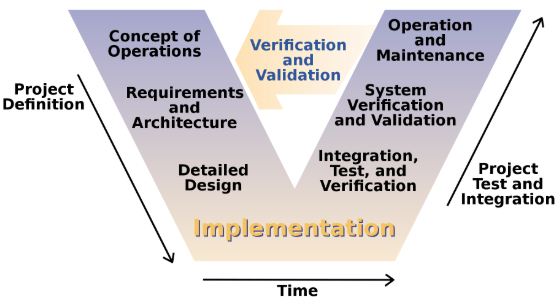 Concept of
Operations
Operation
and
Maintenance
Verification
and
Validation
Project
Definition
Requirements
and
Architecture
System
Verification
and Validation
Detailed
Design
Integration,
Test, and
Verification
Project
Test and
Integration
Implementation
Time